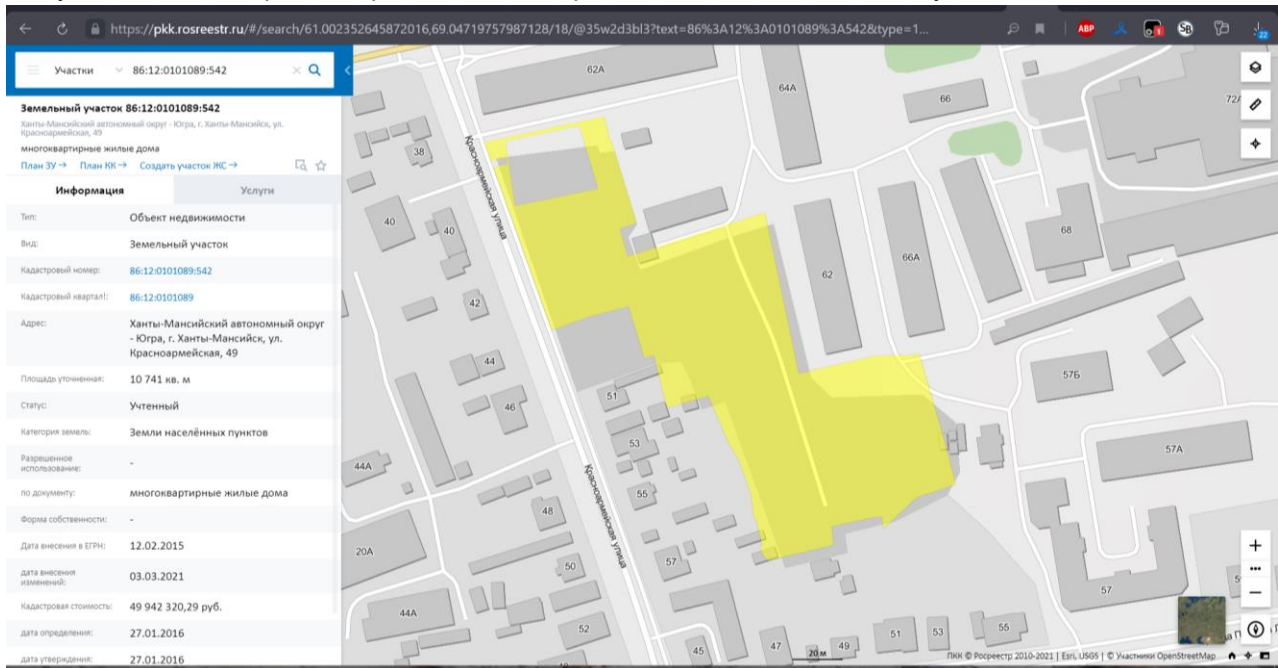 https://pkk.rosreestr.ru/#/search/61.002352645872016,69.04719757987128/18/@35w2d3bl3?text=86%3A12%3A0101089%3A542&type=1...
ABP
SB
22
Участки
86:12:0101089:542
Земельный участок 86:12:0101089:542
Ханты-Мансийский автономный округ - Югра, г. Ханты-Мансийск, ул.
Красноармейская, 49
многоквартирные жилые дома
План ЗУ → План КК → Создать участок ЖС →
Информация
Услуги
Тип: Объект недвижимости
Вид: Земельный участок
Кадастровый номер: 86:12:0101089:542
Кадастровый квартал!: 86:12:0101089
Адрес: Ханты-Мансийский автономный округ
- Югра, г. Ханты-Мансийск, ул.
Красноармейская, 49
Площадь уточненная: 10 741 кв. м
Статус: Учтенный
Категория земель: Земли населённых пунктов
Разрешенное
использование: -
по документу: многоквартирные жилые дома
Форма собственности: -
Дата внесения в ЕГРН: 12.02.2015
дата внесения
изменений: 03.03.2021
Кадастровая стоимость: 49 942 320,29 руб.
дата определения: 27.01.2016
дата утверждения: 27.01.2016
62А
64А
66
38
Красноармейская улица
40
40
68
62
66А
42
44
57Б
46
51
53
57А
44А
Красноармейская улица
55
48
20А
50
57
57
44А
52
51
53
55
45
47
49
20 м
ПКК © Росреестр 2010-2021 | Esri, USGS | © Участники OpenStreetMap